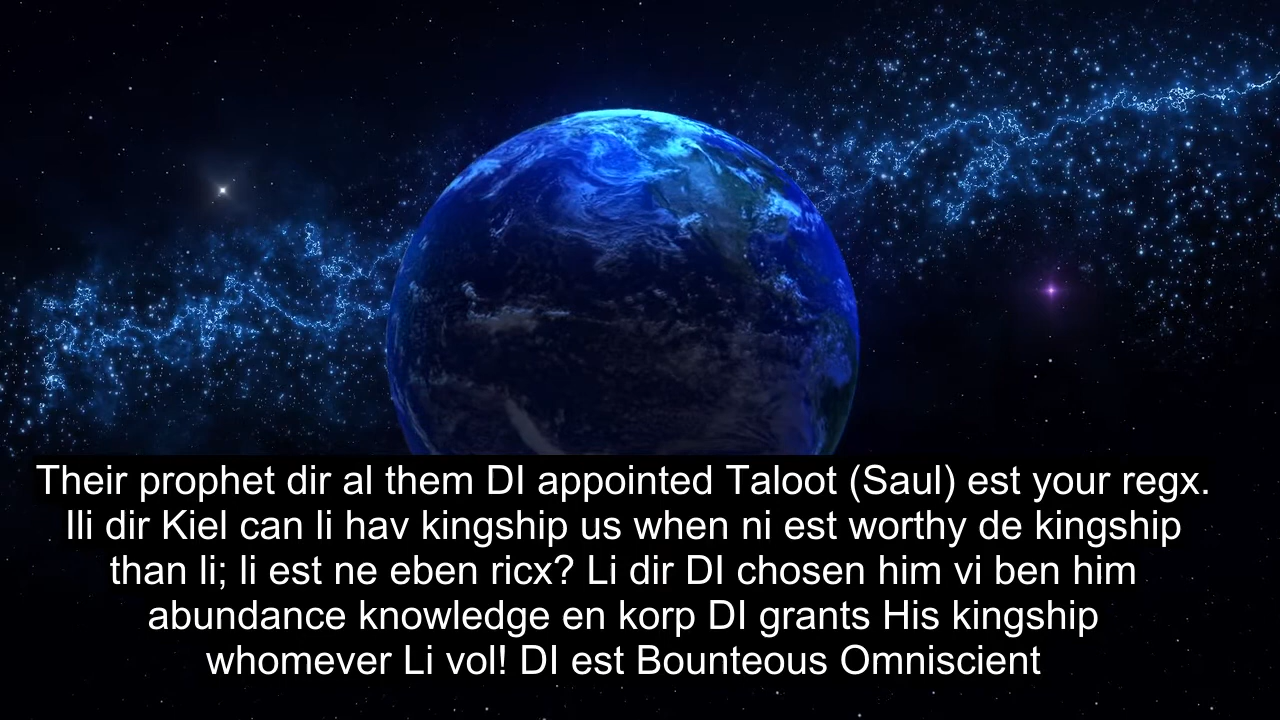 Their prophet dir al them DI appointed Taloot (Saul) est your regx.
Ili dir Kiel can li hav kingship us when ni est worthy de kingship
than li; li est ne eben ricx? Li dir DI chosen him vi ben him
abundance knowledge en korp DI grants His kingship
whomever Li vol! DI est Bounteous Omniscient